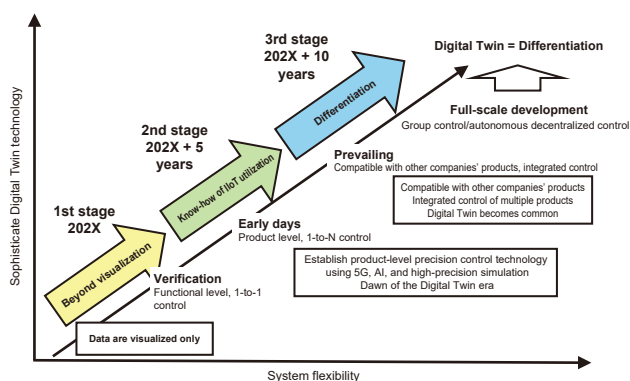 Sophisticate Digital Twin technology
3rd stage
202X + 10
years
Differentiation
Digital Twin = Differentiation
Full-scale development
Group control/autonomous decentralized control
2nd stage
202X + 5
years
Know-how of IIoT utilization
Prevailing
Compatible with other companies' products, integrated control
Compatible with other companies' products
Integrated control of multiple products
Digital Twin becomes common
1st stage
202X
Beyond visualization
Early days
Product level, 1-to-N control
Establish product-level precision control technology
using 5G, AI, and high-precision simulation
Dawn of the Digital Twin era
Verification
Functional level, 1-to-1
control
Data are visualized only
System flexibility